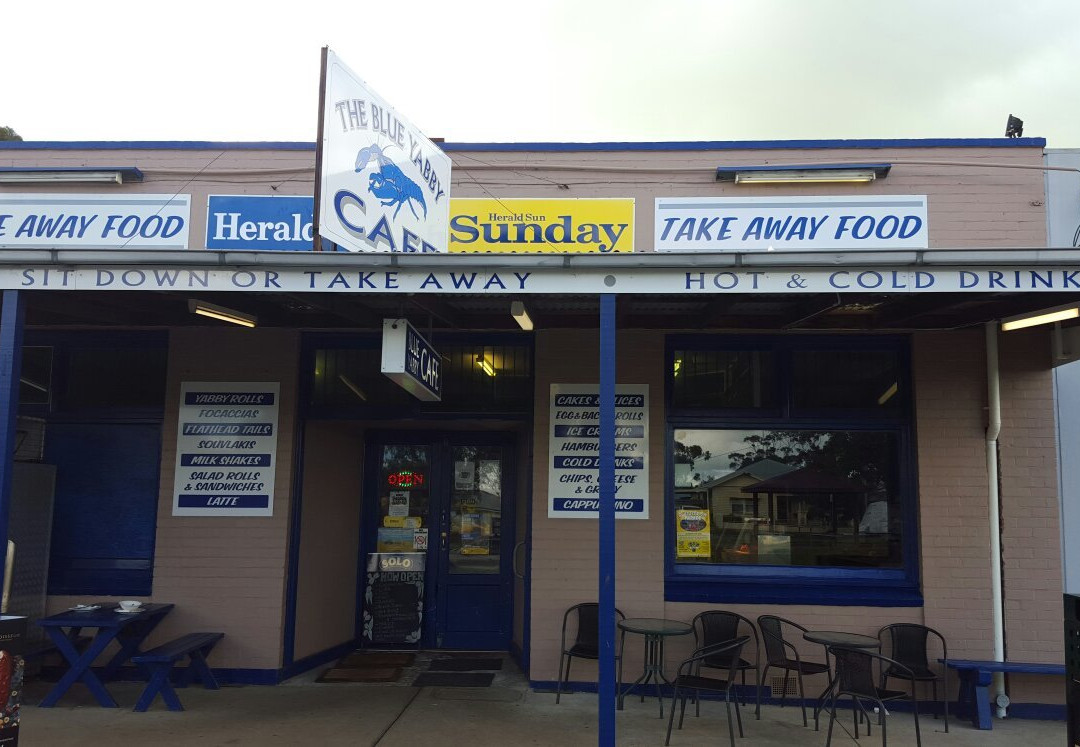 THE BLUE YABBY
CAFE
E AWAY FOOD
Herald
Herald Sun
Sunday
TAKE AWAY FOOD
SIT DOWN OR TAKE AWAY
HOT & COLD DRINK
BLUE
YABBY
CAFE
YABBY ROLLS
FOCACCIAS
FLATHEAD TAILS
SOUVLAKIS
MILK SHAKES
SALAD ROLLS
& SANDWICHES
LATTE
OPEN
SOLO
NOW OPEN
CAKES & SLICES
EGG & BACON ROLLS
ICE CREAMS
HAMBURGERS
COLD DRINKS
CHIPS, CHEESE
& GRAVY
CAPPUCCINO